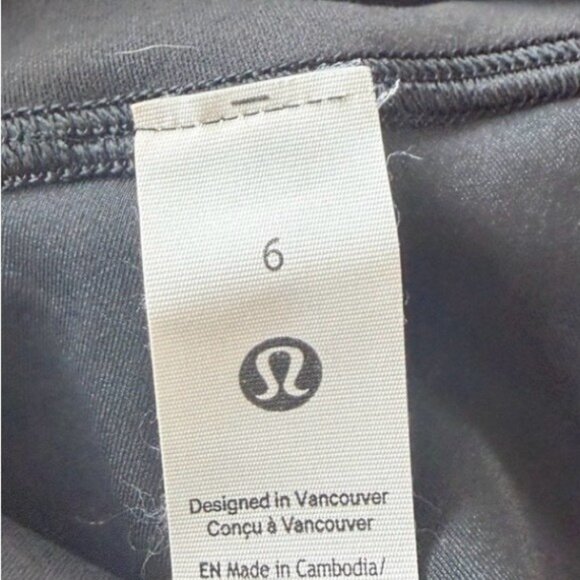 6
Designed in Vancouver
Conçu à Vancouver
EN Made in Cambodia/